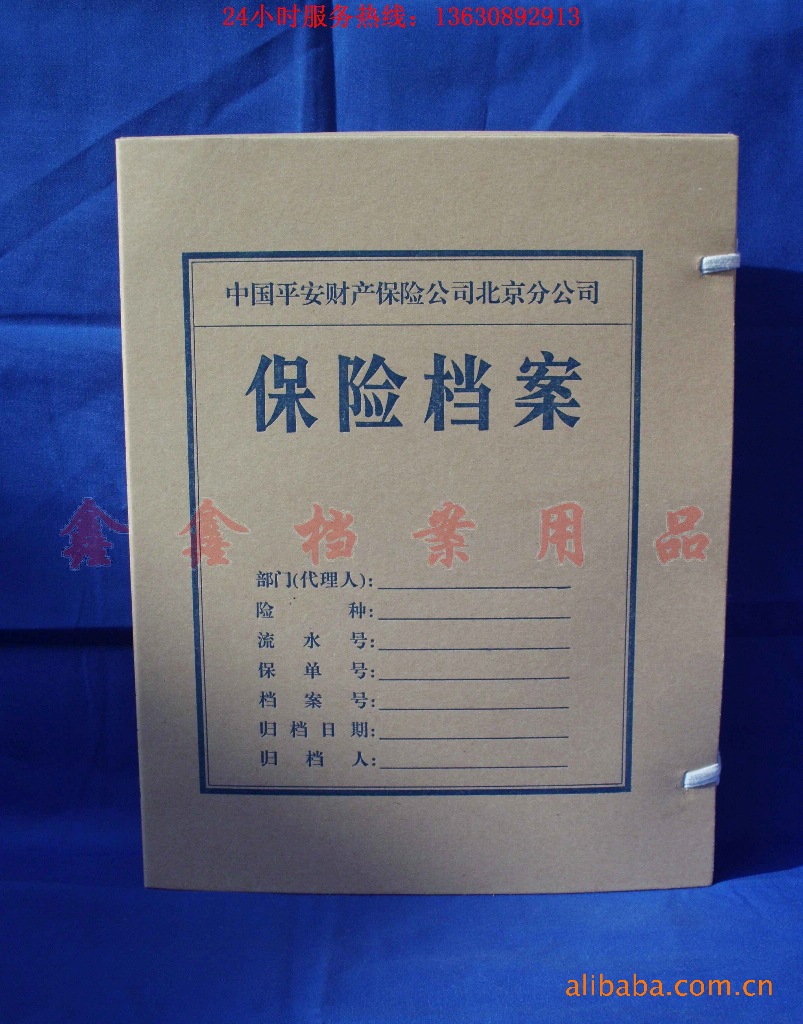 24小时服务热线：13630892913
中国平安财产保险公司北京分公司
保险档案
鑫鑫档案用品
部门(代理人):
险种:
流水号:
保单号:
档案号:
归档日期:
归档人:
alibaba.com.cn